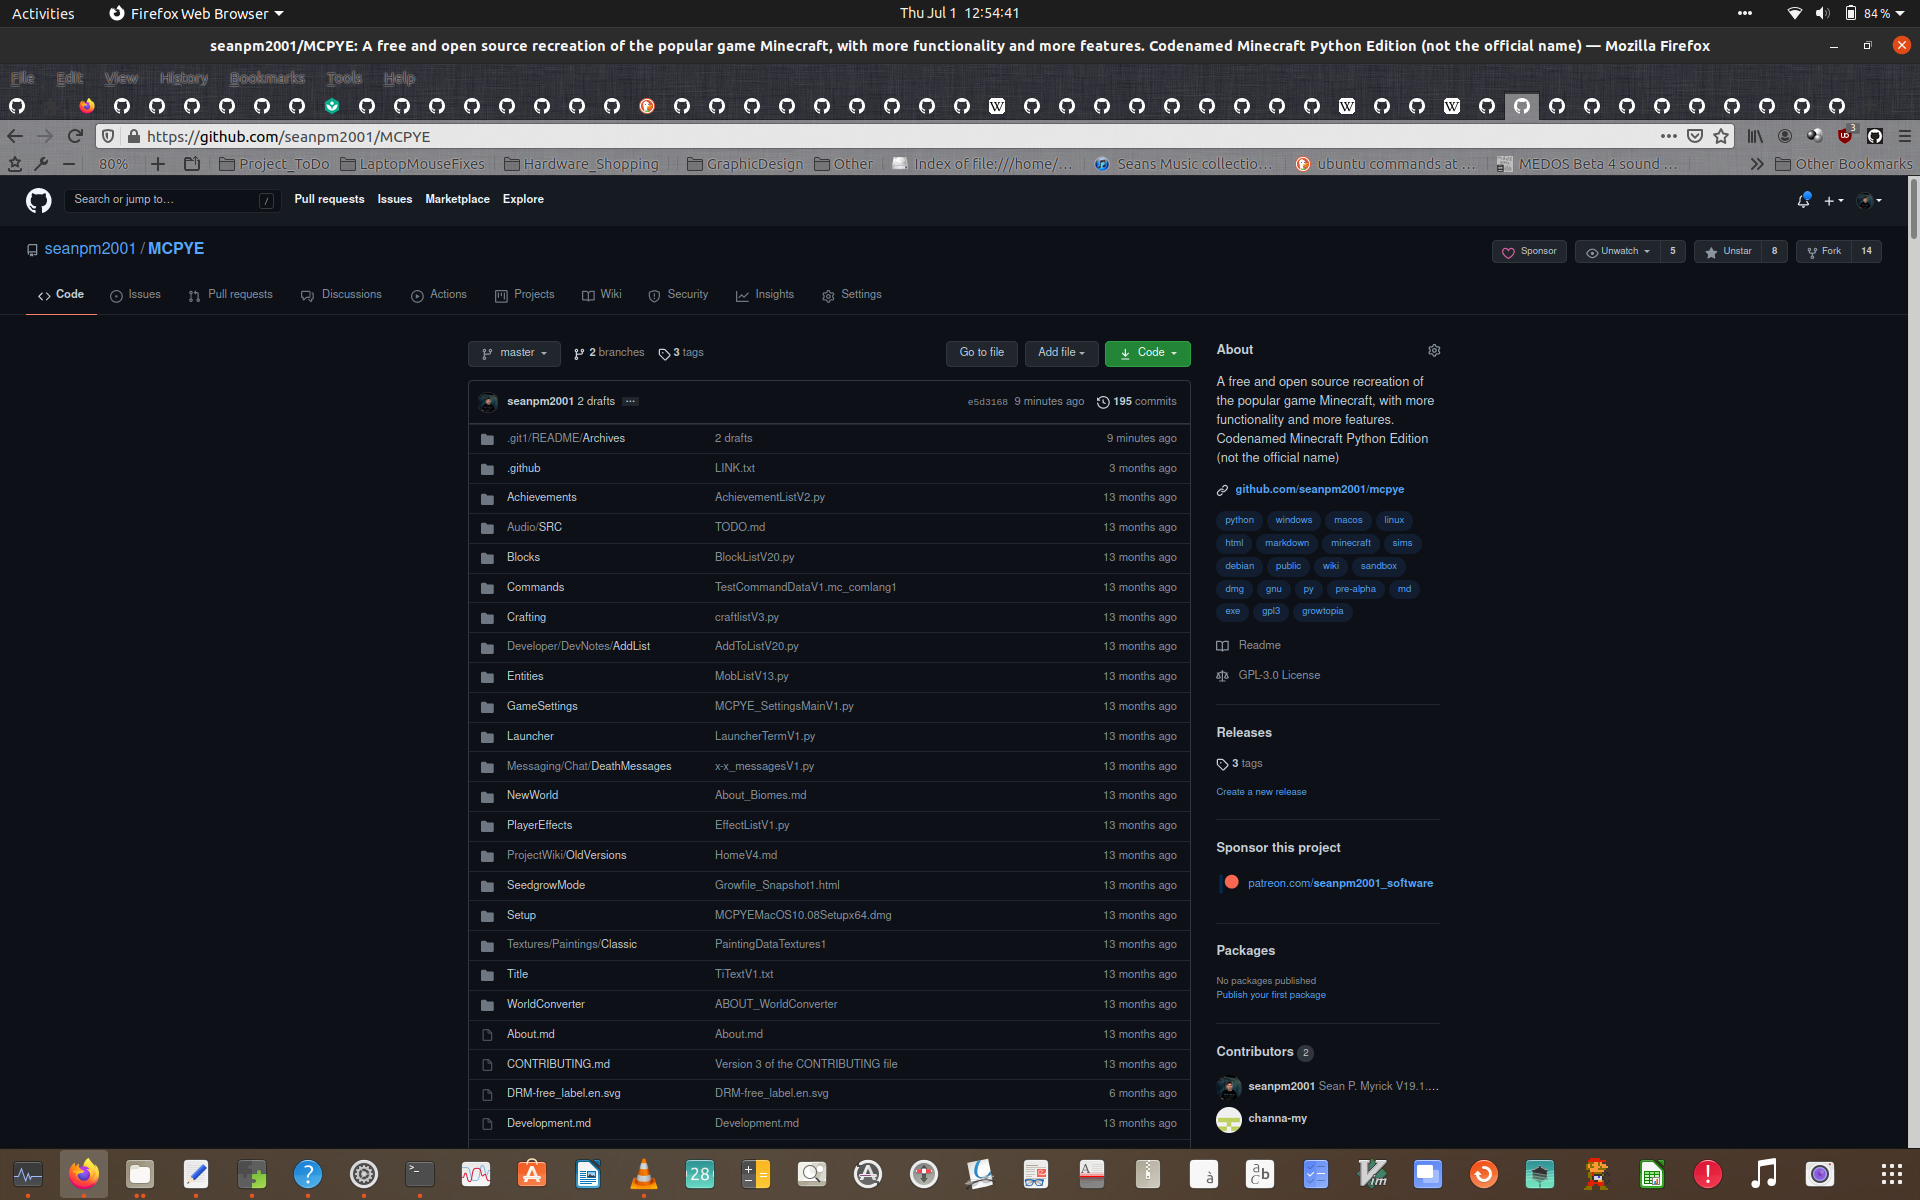 Activities
Firefox Web Browser
Thu Jul 1 12:54:41
84 %
seanpm2001/MCPYE: A free and open source recreation of the popular game Minecraft, with more functionality and more features. Codenamed Minecraft Python Edition (not the official name) — Mozilla Firefox
File Edit View History Bookmarks Tools Help
https://github.com/seanpm2001/MCPYE
3
80%
Project_ToDo
LaptopMouseFixes
Hardware_Shopping
GraphicDesign
Other
Index of file:///home/...
Seans Music collectio...
ubuntu commands at ...
MEDOS Beta 4 sound ...
Other Bookmarks
Search or jump to...
/
Pull requests Issues Marketplace Explore
seanpm2001 / MCPYE
Sponsor
Unwatch 5
Unstar 8
Fork 14
Code Issues Pull requests Discussions Actions Projects Wiki Security Insights Settings
master
2 branches
3 tags
Go to file
Add file
Code
seanpm2001 2 drafts ...
e5d3168 9 minutes ago
195 commits
.git1/README/Archives 2 drafts 9 minutes ago
.github LINK.txt 3 months ago
Achievements AchievementListV2.py 13 months ago
Audio/SRC TODO.md 13 months ago
Blocks BlockListV20.py 13 months ago
Commands TestCommandDataV1.mc_comlang1 13 months ago
Crafting craftlistV3.py 13 months ago
Developer/DevNotes/AddList AddToListV20.py 13 months ago
Entities MobListV13.py 13 months ago
GameSettings MCPYE_SettingsMainV1.py 13 months ago
Launcher LauncherTermV1.py 13 months ago
Messaging/Chat/DeathMessages x-x_messagesV1.py 13 months ago
NewWorld About_Biomes.md 13 months ago
PlayerEffects EffectListV1.py 13 months ago
ProjectWiki/OldVersions HomeV4.md 13 months ago
SeedgrowMode Growfile_Snapshot1.html 13 months ago
Setup MCPYEMacOS10.08Setupx64.dmg 13 months ago
Textures/Paintings/Classic PaintingDataTextures1 13 months ago
Title TiTextV1.txt 13 months ago
WorldConverter ABOUT_WorldConverter 13 months ago
About.md About.md 13 months ago
CONTRIBUTING.md Version 3 of the CONTRIBUTING file 13 months ago
DRM-free_label.en.svg DRM-free_label.en.svg 6 months ago
Development.md Development.md 13 months ago
About
A free and open source recreation of
the popular game Minecraft, with more
functionality and more features.
Codenamed Minecraft Python Edition
(not the official name)
github.com/seanpm2001/mcpye
python windows macos linux
html markdown minecraft sims
debian public wiki sandbox
dmg gnu py pre-alpha md
exe gpl3 growtopia
Readme
GPL-3.0 License
Releases
3 tags
Create a new release
Sponsor this project
patreon.com/seanpm2001_software
Packages
No packages published
Publish your first package
Contributors 2
seanpm2001 Sean P. Myrick V19.1....
channa-my
28